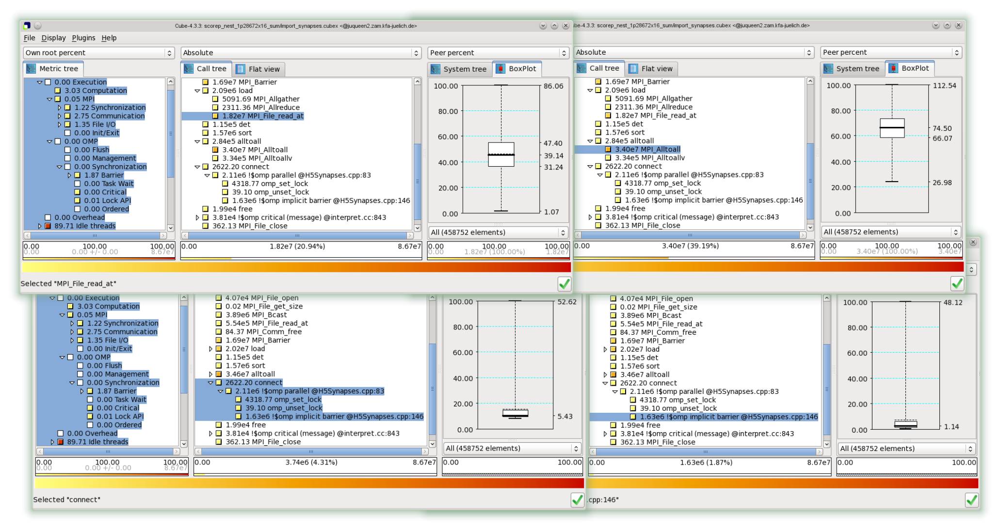 Cube-4.3.3: scorep_nest_1p28672x16_sum/import_synapses.cubex <@juqueen2.zam.kfa-juelich.de>
File Display Plugins Help
Own root percent
Absolute
Peer percent
Metric tree
Call tree
Flat view
System tree
BoxPlot
0.00 Execution
3.03 Computation
0.05 MPI
1.22 Synchronization
2.75 Communication
1.35 File I/O
0.00 Init/Exit
0.00 OMP
0.00 Flush
0.00 Management
0.00 Synchronization
1.87 Barrier
0.00 Task Wait
0.00 Critical
0.01 Lock API
0.00 Ordered
0.00 Overhead
89.71 Idle threads
0.00 100.00 100.00
0.00 0.00 +/- 0.00 8.67e7
1.69e7 MPI_Barrier
2.09e6 load
5091.69 MPI_Allgather
2311.36 MPI_Allreduce
1.82e7 MPI_File_read_at
1.15e5 det
1.57e6 sort
2.84e5 alltoall
3.40e7 MPI_Alltoall
3.34e5 MPI_Alltoallv
2622.20 connect
2.11e6 !$omp parallel @H5Synapses.cpp:83
4318.77 omp_set_lock
39.10 omp_unset_lock
1.63e6 !$omp implicit barrier @H5Synapses.cpp:146
1.99e4 free
3.81e4 !$omp critical (message) @interpret.cc:843
362.13 MPI_File_close
0.00 1.82e7 (20.94%) 8.67e7
100.00 86.06
80.00
60.00
47.40
40.00 39.14
31.24
20.00
0.00 1.07
All (458752 elements)
0.00 100.00 100.00
0.00 1.82e7 (100.00%) 1.82e7
Selected "MPI_File_read_at"
be-4.3.3: scorep_nest_1p28672x16_sum/import_synapses.cubex <@juqueen2.zam.kfa-juelich.de>
Absolute
Peer percent
Call tree
Flat view
System tree
BoxPlot
1.69e7 MPI_Barrier
2.09e6 load
5091.69 MPI_Allgather
2311.36 MPI_Allreduce
1.82e7 MPI_File_read_at
1.15e5 det
1.57e6 sort
2.84e5 alltoall
3.40e7 MPI_Alltoall
3.34e5 MPI_Alltoallv
2622.20 connect
2.11e6 !$omp parallel @H5Synapses.cpp:83
4318.77 omp_set_lock
39.10 omp_unset_lock
1.63e6 !$omp implicit barrier @H5Synapses.cpp:146
1.99e4 free
3.81e4 !$omp critical (message) @interpret.cc:843
362.13 MPI_File_close
0.00 3.40e7 (39.19%) 8.67e7
100.00 112.54
80.00
74.50
60.00 66.07
40.00
20.00 26.98
0.00
All (458752 elements)
0.00 100.00 100.00
0.00 3.40e7 (100.00%) 3.40e7
0.00 Execution
3.03 Computation
0.05 MPI
1.22 Synchronization
2.75 Communication
1.35 File I/O
0.00 Init/Exit
0.00 OMP
0.00 Flush
0.00 Management
0.00 Synchronization
1.87 Barrier
0.00 Task Wait
0.00 Critical
0.01 Lock API
0.00 Ordered
0.00 Overhead
89.71 Idle threads
0.00 100.00 100.00
0.00 0.00 +/- 0.00 8.67e7
4.07e4 MPI_File_open
0.02 MPI_File_get_size
3.89e6 MPI_Bcast
5.54e5 MPI_File_read_at
84.37 MPI_Comm_free
1.69e7 MPI_Barrier
2.02e7 load
1.15e5 det
1.57e6 sort
3.46e7 alltoall
2622.20 connect
2.11e6 !$omp parallel @H5Synapses.cpp:83
4318.77 omp_set_lock
39.10 omp_unset_lock
1.63e6 !$omp implicit barrier @H5Synapses.cpp:146
1.99e4 free
3.81e4 !$omp critical (message) @interpret.cc:843
362.13 MPI_File_close
0.00 3.74e6 (4.31%) 8.67e7
100.00 52.62
80.00
60.00
40.00
20.00
5.43
0.00
All (458752 elements)
0.00 100.00
Selected "connect"
4.07e4 MPI_File_open
0.02 MPI_File_get_size
3.89e6 MPI_Bcast
5.54e5 MPI_File_read_at
84.37 MPI_Comm_free
1.69e7 MPI_Barrier
2.02e7 load
1.15e5 det
1.57e6 sort
3.46e7 alltoall
2622.20 connect
2.11e6 !$omp parallel @H5Synapses.cpp:83
4318.77 omp_set_lock
39.10 omp_unset_lock
1.63e6 !$omp implicit barrier @H5Synapses.cpp:146
1.99e4 free
3.81e4 !$omp critical (message) @interpret.cc:843
362.13 MPI_File_close
0.00 1.63e6 (1.87%) 8.67e7
100.00 48.12
80.00
60.00
40.00
20.00
0.00 1.14
All (458752 elements)
0.00 100.00
.cpp:146"